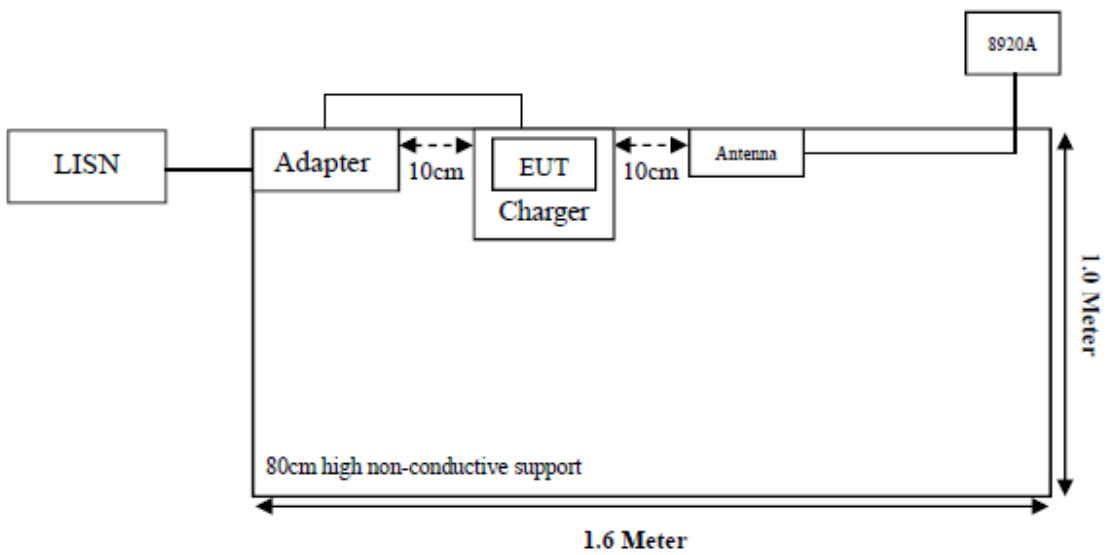 8920A
LISN
Adapter
10cm
EUT
Charger
10cm
Antenna
1.0 Meter
80cm high non-conductive support
1.6 Meter